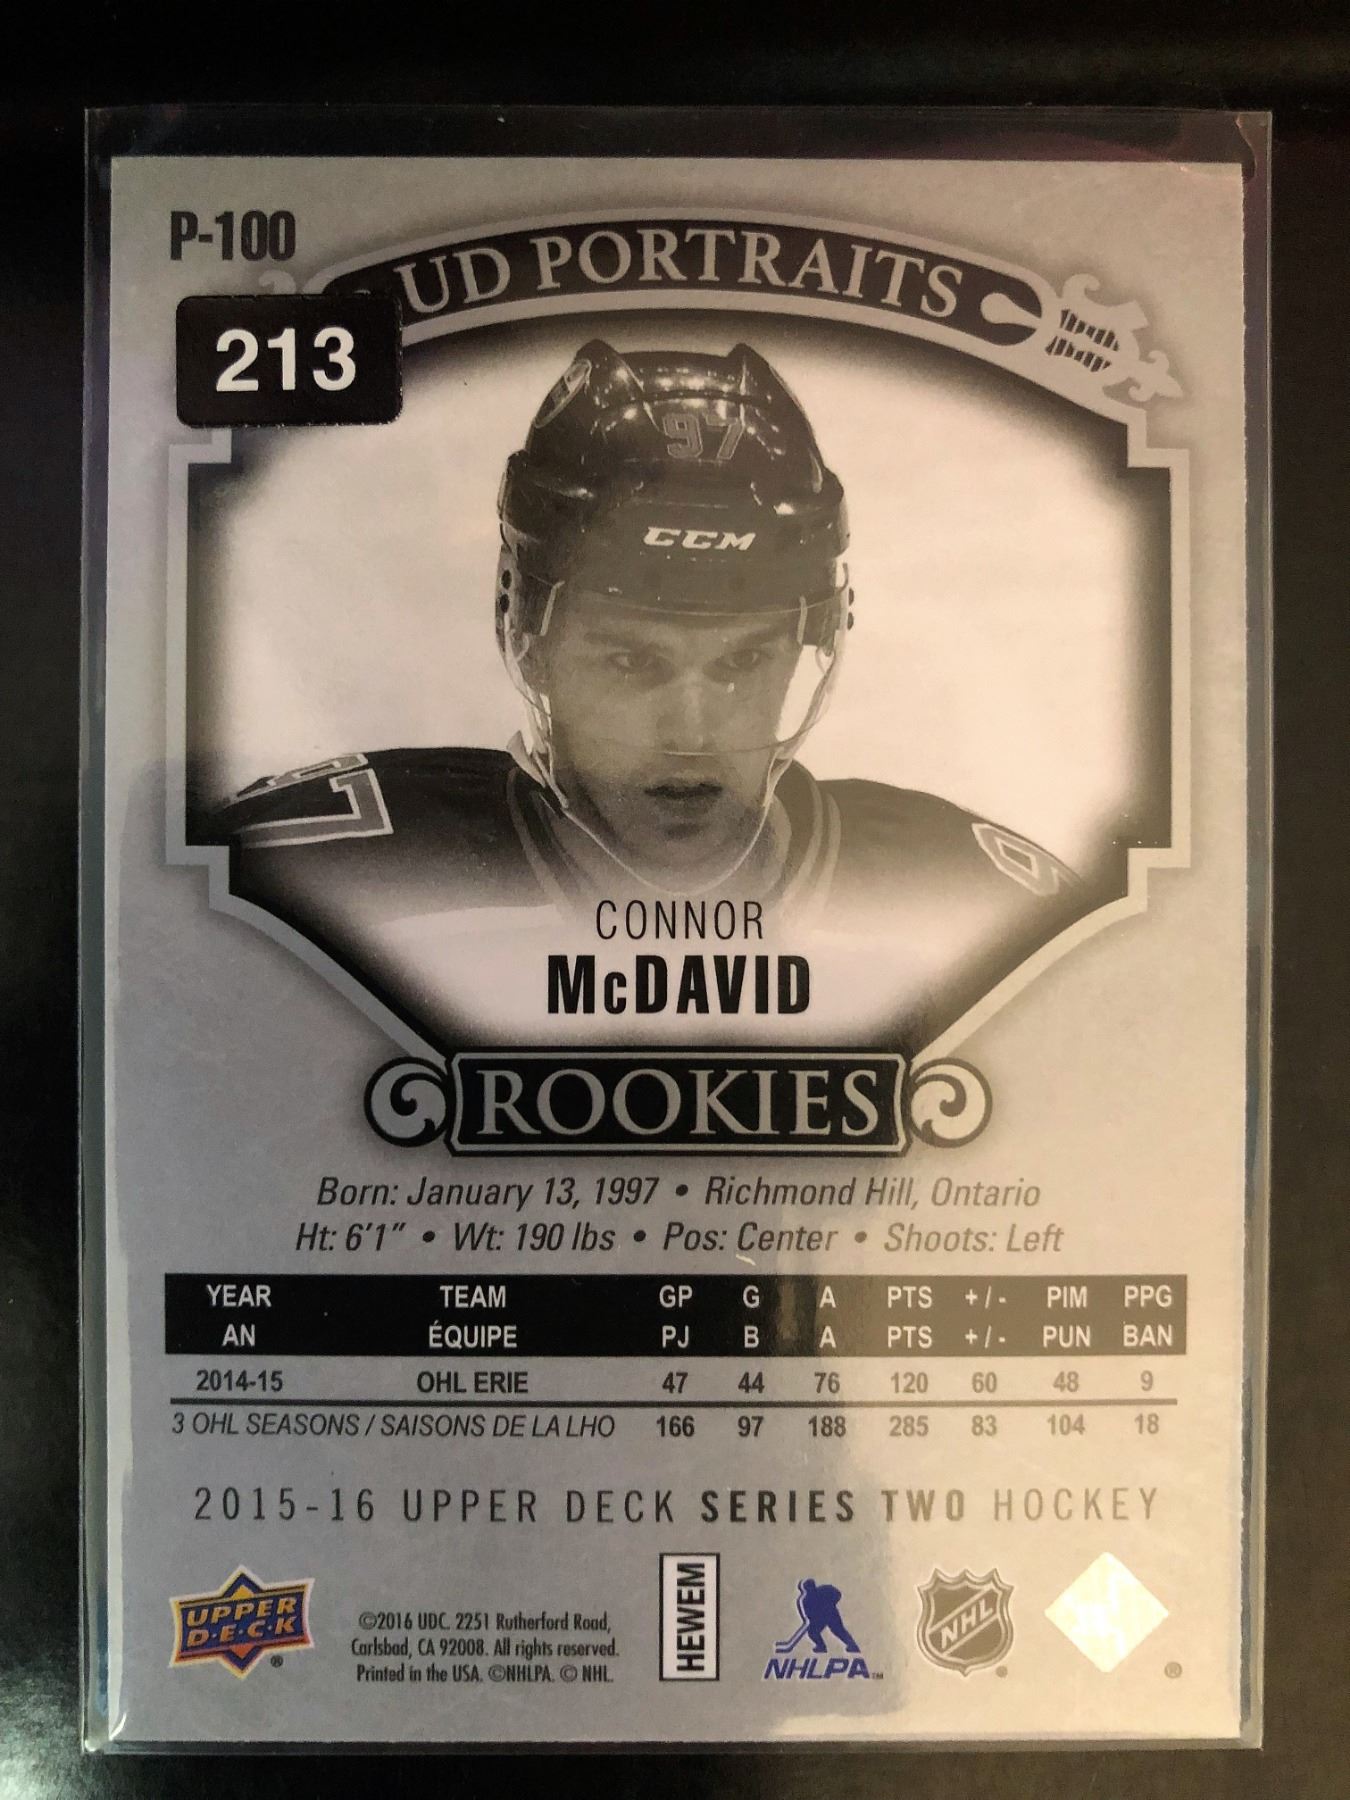 P-100
UD PORTRAITS
213
97
CCM
97
9
CONNOR
McDAVID
ROOKIES
Born: January 13, 1997 • Richmond Hill, Ontario
Ht: 6'1" • Wt: 190 lbs • Pos: Center • Shoots: Left
YEAR TEAM GP G A PTS +/- PIM PPG
AN ÉQUIPE PJ B A PTS +/- PUN BAN
2014-15 OHL ERIE 47 44 76 120 60 48 9
3 OHL SEASONS / SAISONS DE LA LHO 166 97 188 285 83 104 18
2015-16 UPPER DECK SERIES TWO HOCKEY
UPPER
D·E·C·K
®
©2016 UDC. 2251 Rutherford Road,
Carlsbad, CA 92008. All rights reserved.
Printed in the USA. ©NHLPA. © NHL.
HEWEM
NHLPA™
NHL
®
®